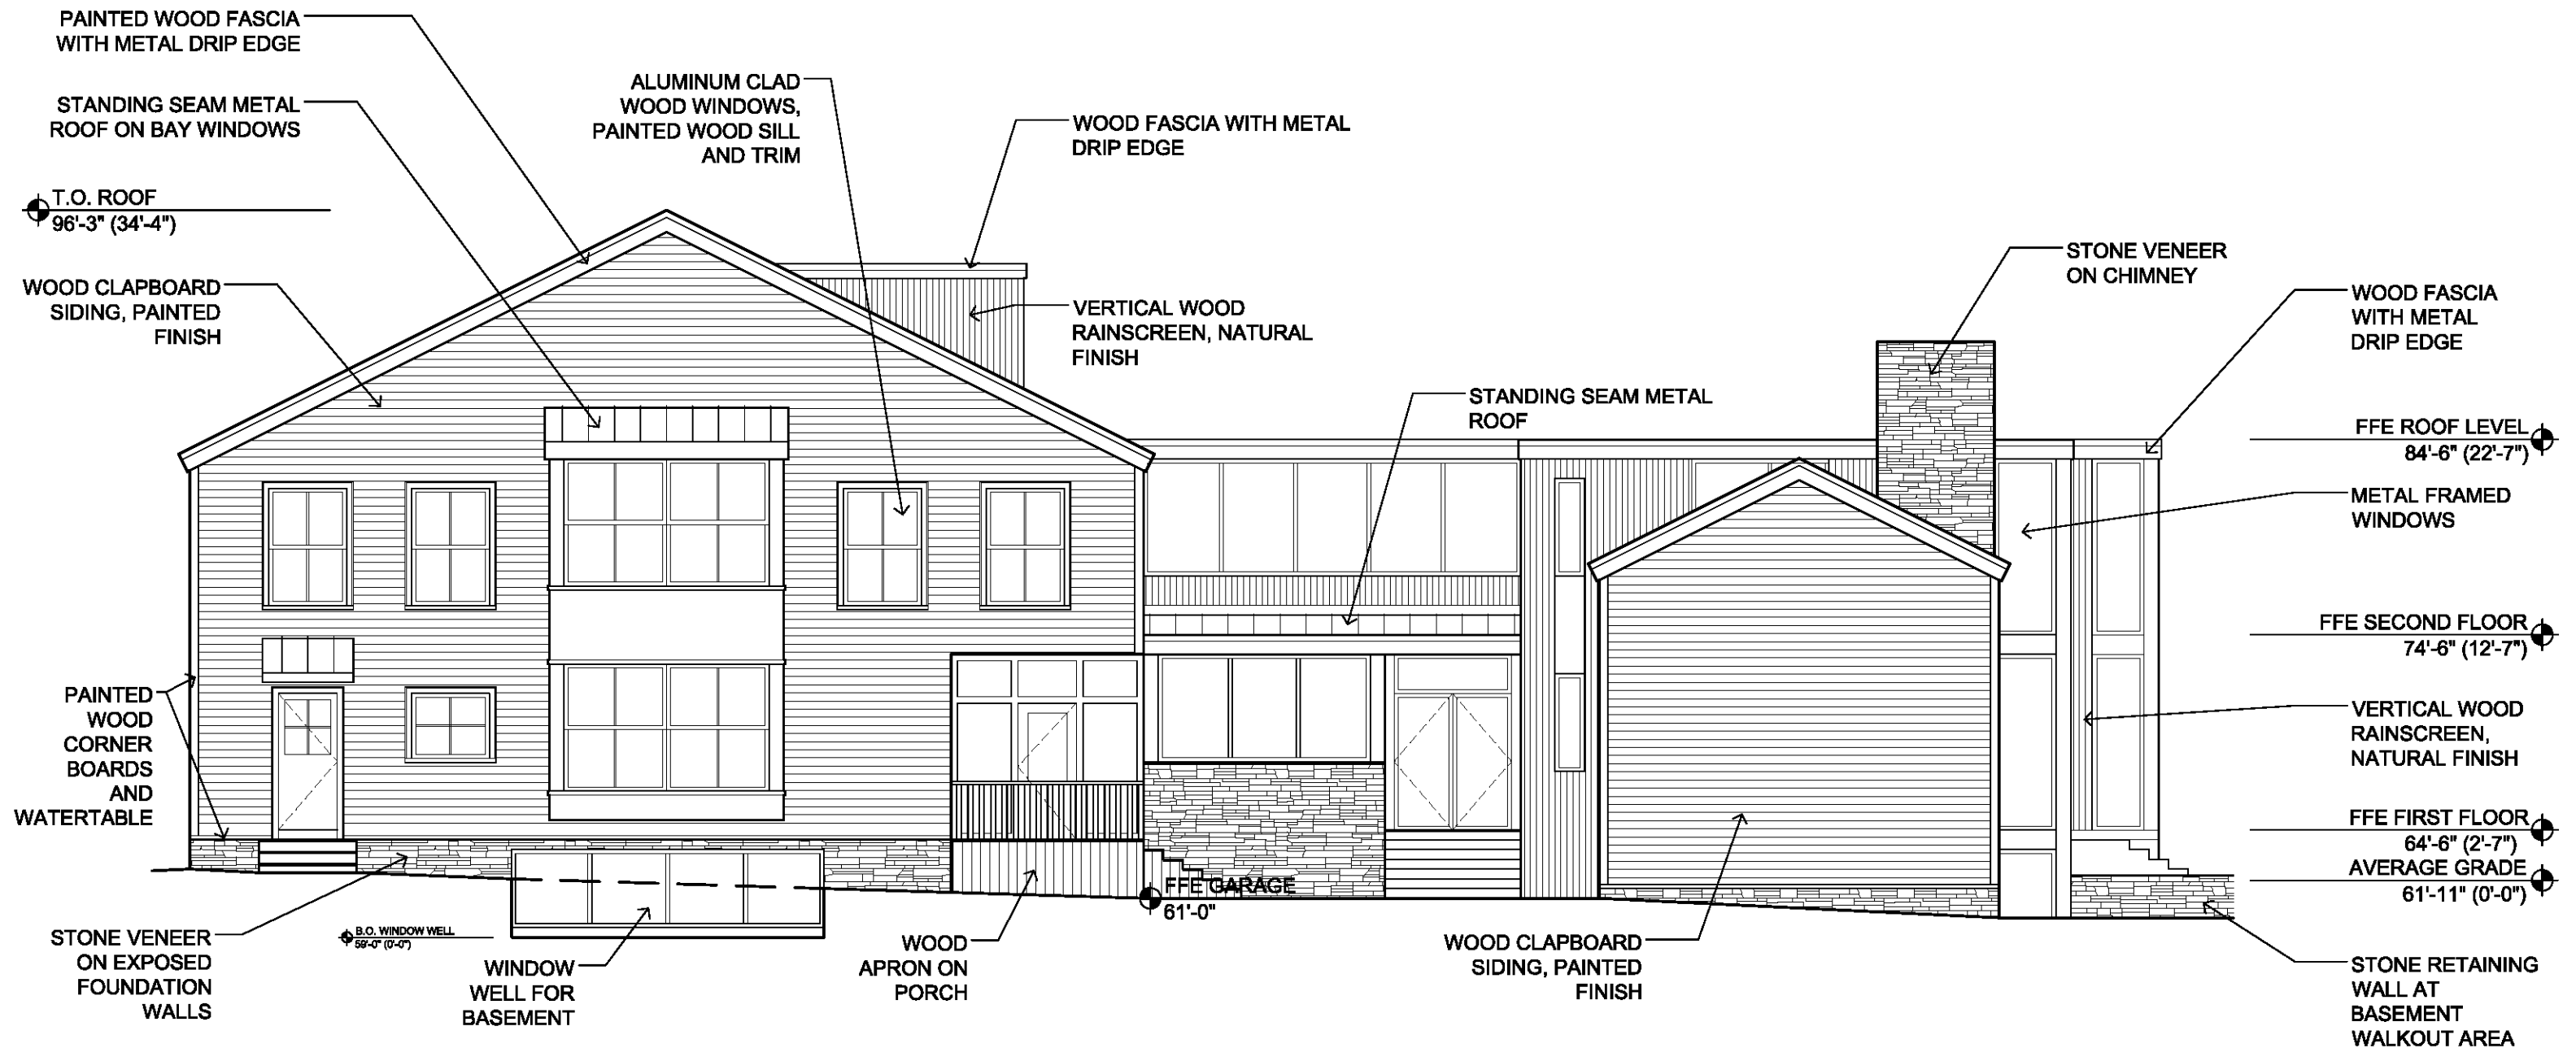 PAINTED WOOD FASCIA
WITH METAL DRIP EDGE
STANDING SEAM METAL
ROOF ON BAY WINDOWS
ALUMINUM CLAD
WOOD WINDOWS,
PAINTED WOOD SILL
AND TRIM
WOOD FASCIA WITH METAL
DRIP EDGE
T.O. ROOF
96'-3" (34'-4")
WOOD CLAPBOARD
SIDING, PAINTED
FINISH
VERTICAL WOOD
RAINSCREEN, NATURAL
FINISH
STONE VENEER
ON CHIMNEY
WOOD FASCIA
WITH METAL
DRIP EDGE
STANDING SEAM METAL
ROOF
FFE ROOF LEVEL
84'-6" (22'-7")
METAL FRAMED
WINDOWS
FFE SECOND FLOOR
74'-6" (12'-7")
PAINTED
WOOD
CORNER
BOARDS
AND
WATERTABLE
VERTICAL WOOD
RAINSCREEN,
NATURAL FINISH
FFE FIRST FLOOR
64'-6" (2'-7")
AVERAGE GRADE
61'-11" (0'-0")
FFE GARAGE
61'-0"
STONE VENEER
ON EXPOSED
FOUNDATION
WALLS
B.O. WINDOW WELL
59'-0" (0'-0")
WINDOW
WELL FOR
BASEMENT
WOOD
APRON ON
PORCH
WOOD CLAPBOARD
SIDING, PAINTED
FINISH
STONE RETAINING
WALL AT
BASEMENT
WALKOUT AREA